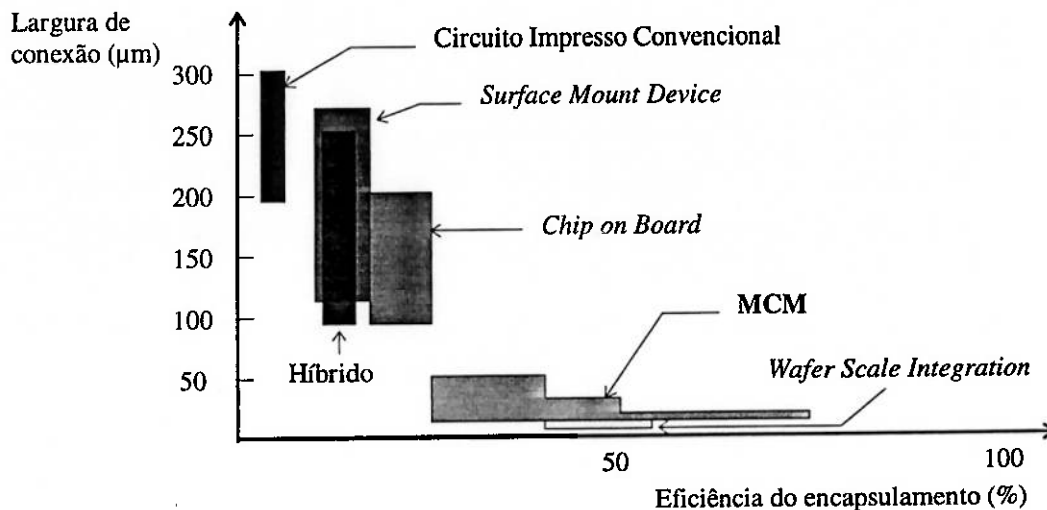 Largura de
conexão (µm)
Circuito Impresso Convencional
300
Surface Mount Device
250
200
Chip on Board
150
MCM
100
Híbrido
Wafer Scale Integration
50
50
100
Eficiência do encapsulamento (%)